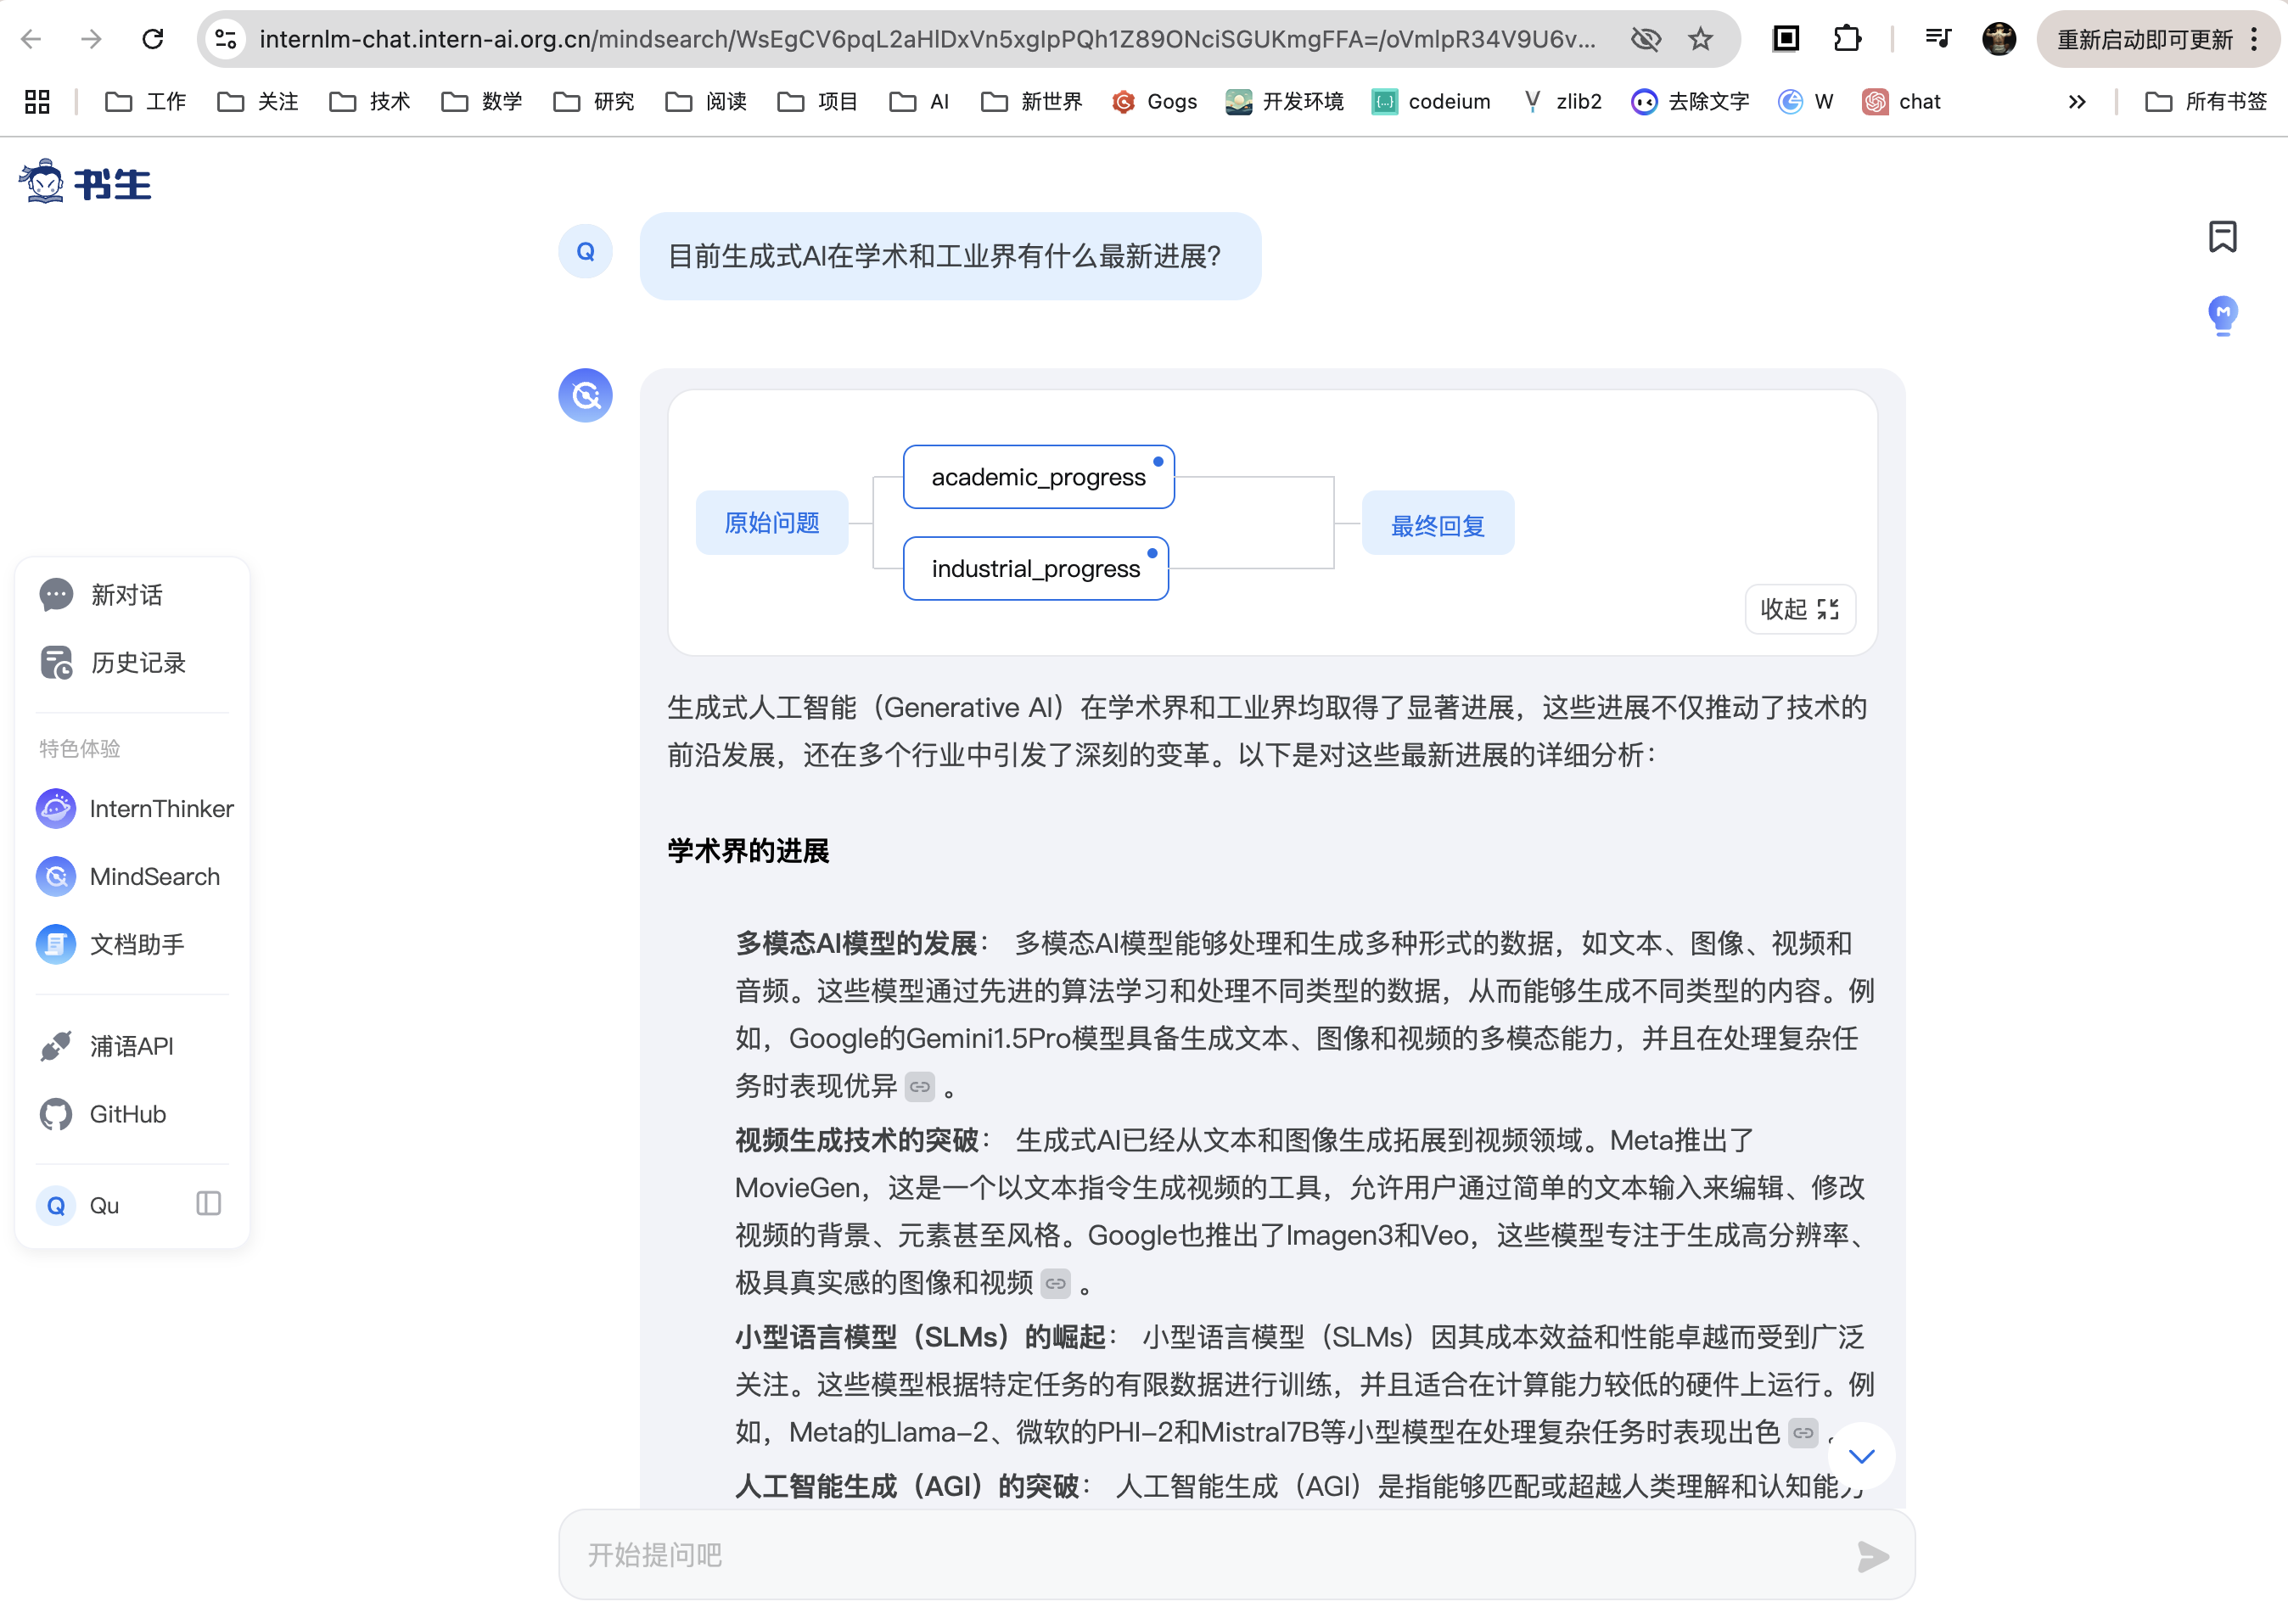 internlm-chat.intern-ai.org.cn/mindsearch/WsEgCV6pqL2aHlDxVn5xgIpPQh1Z89ONciSGUKmgFFA=/oVmlpR34V9U6v...
重新启动即可更新
工作 关注 技术 数学 研究 阅读 项目 AI 新世界 Gogs 开发环境 codeium zlib2 去除文字 W chat » 所有书签
书生
Q 目前生成式AI在学术和工业界有什么最新进展?
academic_progress
原始问题
最终回复
industrial_progress
收起
新对话
历史记录
特色体验
InternThinker
MindSearch
文档助手
浦语API
GitHub
Q Qu
生成式人工智能（Generative AI）在学术界和工业界均取得了显著进展，这些进展不仅推动了技术的
前沿发展，还在多个行业中引发了深刻的变革。以下是对这些最新进展的详细分析：
学术界的进展
多模态AI模型的发展： 多模态AI模型能够处理和生成多种形式的数据，如文本、图像、视频和
音频。这些模型通过先进的算法学习和处理不同类型的数据，从而能够生成不同类型的内容。例
如，Google的Gemini1.5Pro模型具备生成文本、图像和视频的多模态能力，并且在处理复杂任
务时表现优异 。
视频生成技术的突破： 生成式AI已经从文本和图像生成拓展到视频领域。Meta推出了
MovieGen，这是一个以文本指令生成视频的工具，允许用户通过简单的文本输入来编辑、修改
视频的背景、元素甚至风格。Google也推出了Imagen3和Veo，这些模型专注于生成高分辨率、
极具真实感的图像和视频 。
小型语言模型（SLMs）的崛起： 小型语言模型（SLMs）因其成本效益和性能卓越而受到广泛
关注。这些模型根据特定任务的有限数据进行训练，并且适合在计算能力较低的硬件上运行。例
如，Meta的Llama-2、微软的PHI-2和Mistral7B等小型模型在处理复杂任务时表现出色 。
人工智能生成（AGI）的突破： 人工智能生成（AGI）是指能够匹配或超越人类理解和认知能力
开始提问吧